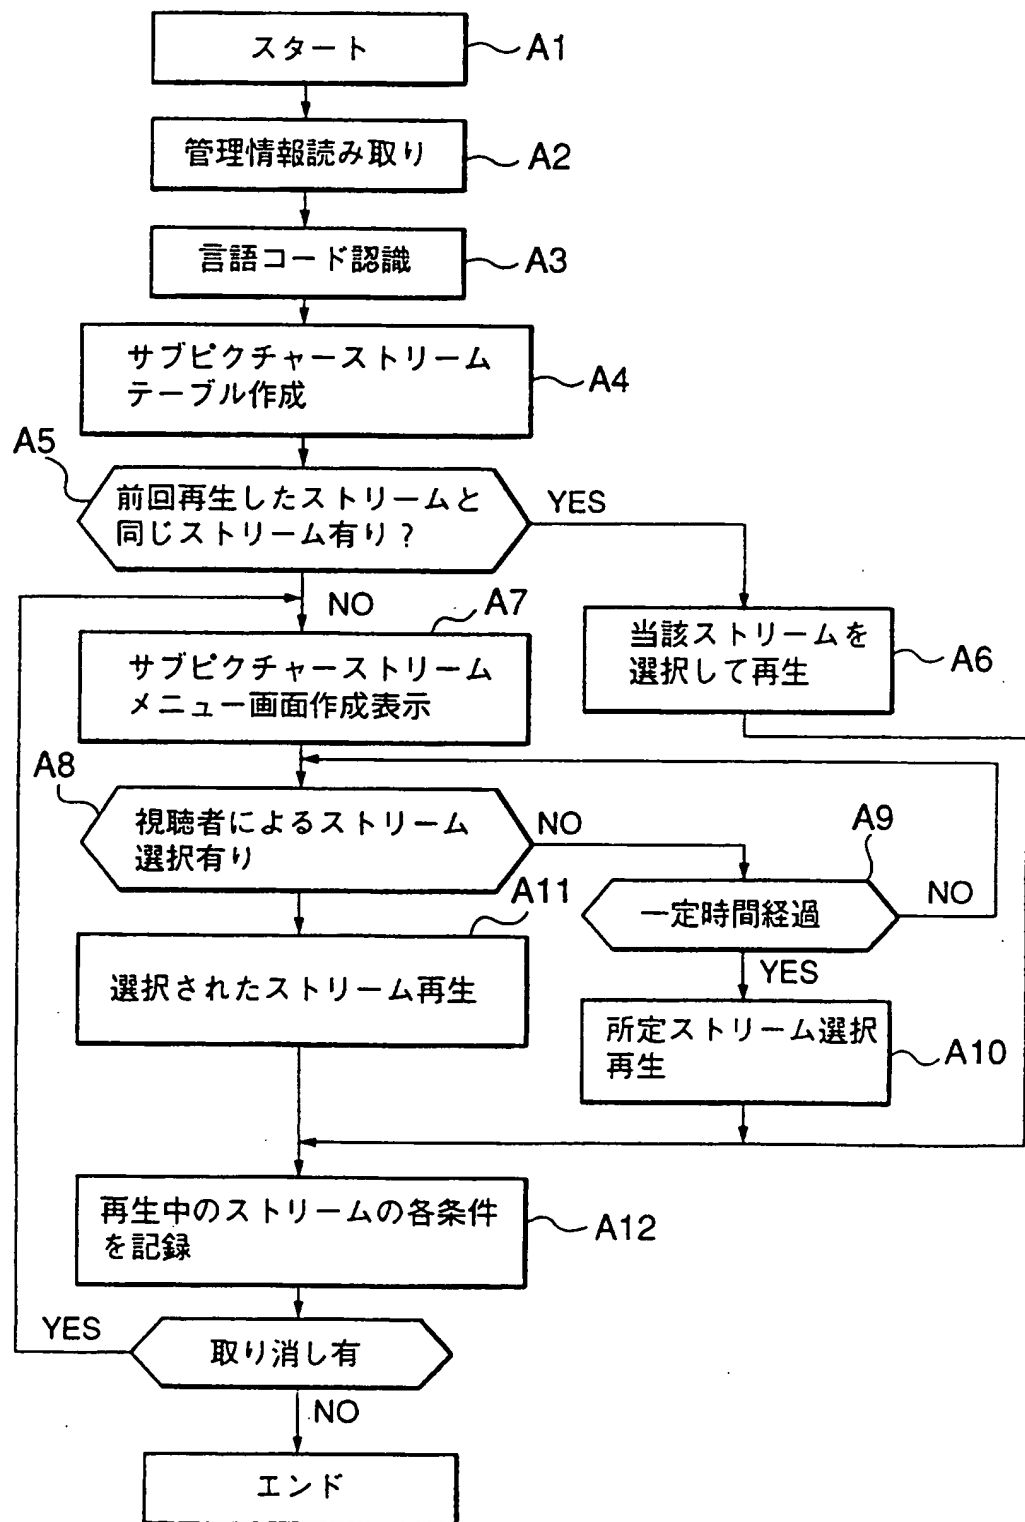 スタート
A1
管理情報読み取り
A2
言語コード認識
A3
サブピクチャーストリーム
テーブル作成
A4
A5
前回再生したストリームと
同じストリーム有り?
YES
NO
A7
当該ストリームを
選択して再生
A6
サブピクチャーストリーム
メニュー画面作成表示
A8
視聴者によるストリーム
選択有り
NO
A9
一定時間経過
NO
A11
YES
選択されたストリーム再生
所定ストリーム選択
再生
A10
再生中のストリームの各条件
を記録
A12
YES
取り消し有
NO
エンド